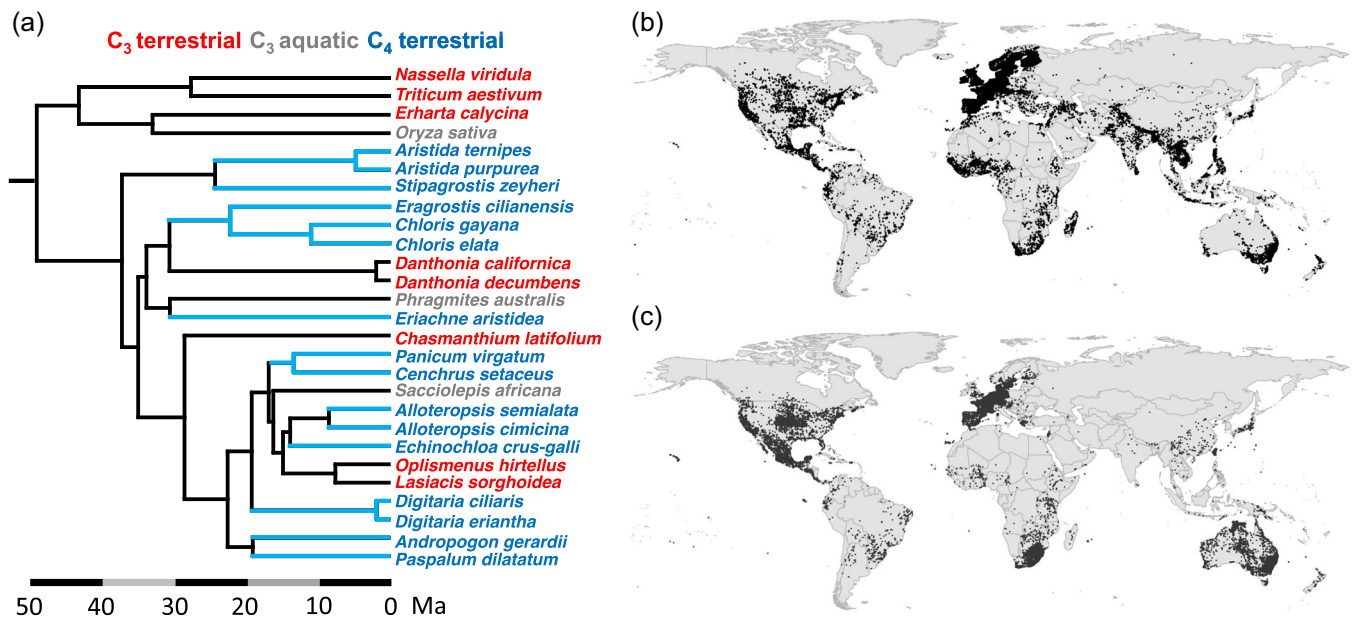 (a)
C3 terrestrial C3 aquatic C4 terrestrial
Nassella viridula
Triticum aestivum
Erharta calycina
Oryza sativa
Aristida ternipes
Aristida purpurea
Stipagrostis zeyheri
Eragrostis cilianensis
Chloris gayana
Chloris elata
Danthonia californica
Danthonia decumbens
Phragmites australis
Eriachne aristidea
Chasmanthium latifolium
Panicum virgatum
Cenchrus setaceus
Sacciolepis africana
Alloteropsis semialata
Alloteropsis cimicina
Echinochloa crus-galli
Oplismenus hirtellus
Lasiacis sorghoidea
Digitaria ciliaris
Digitaria eriantha
Andropogon gerardii
Paspalum dilatatum
50 40 30 20 10 0 Ma
(b)
(c)